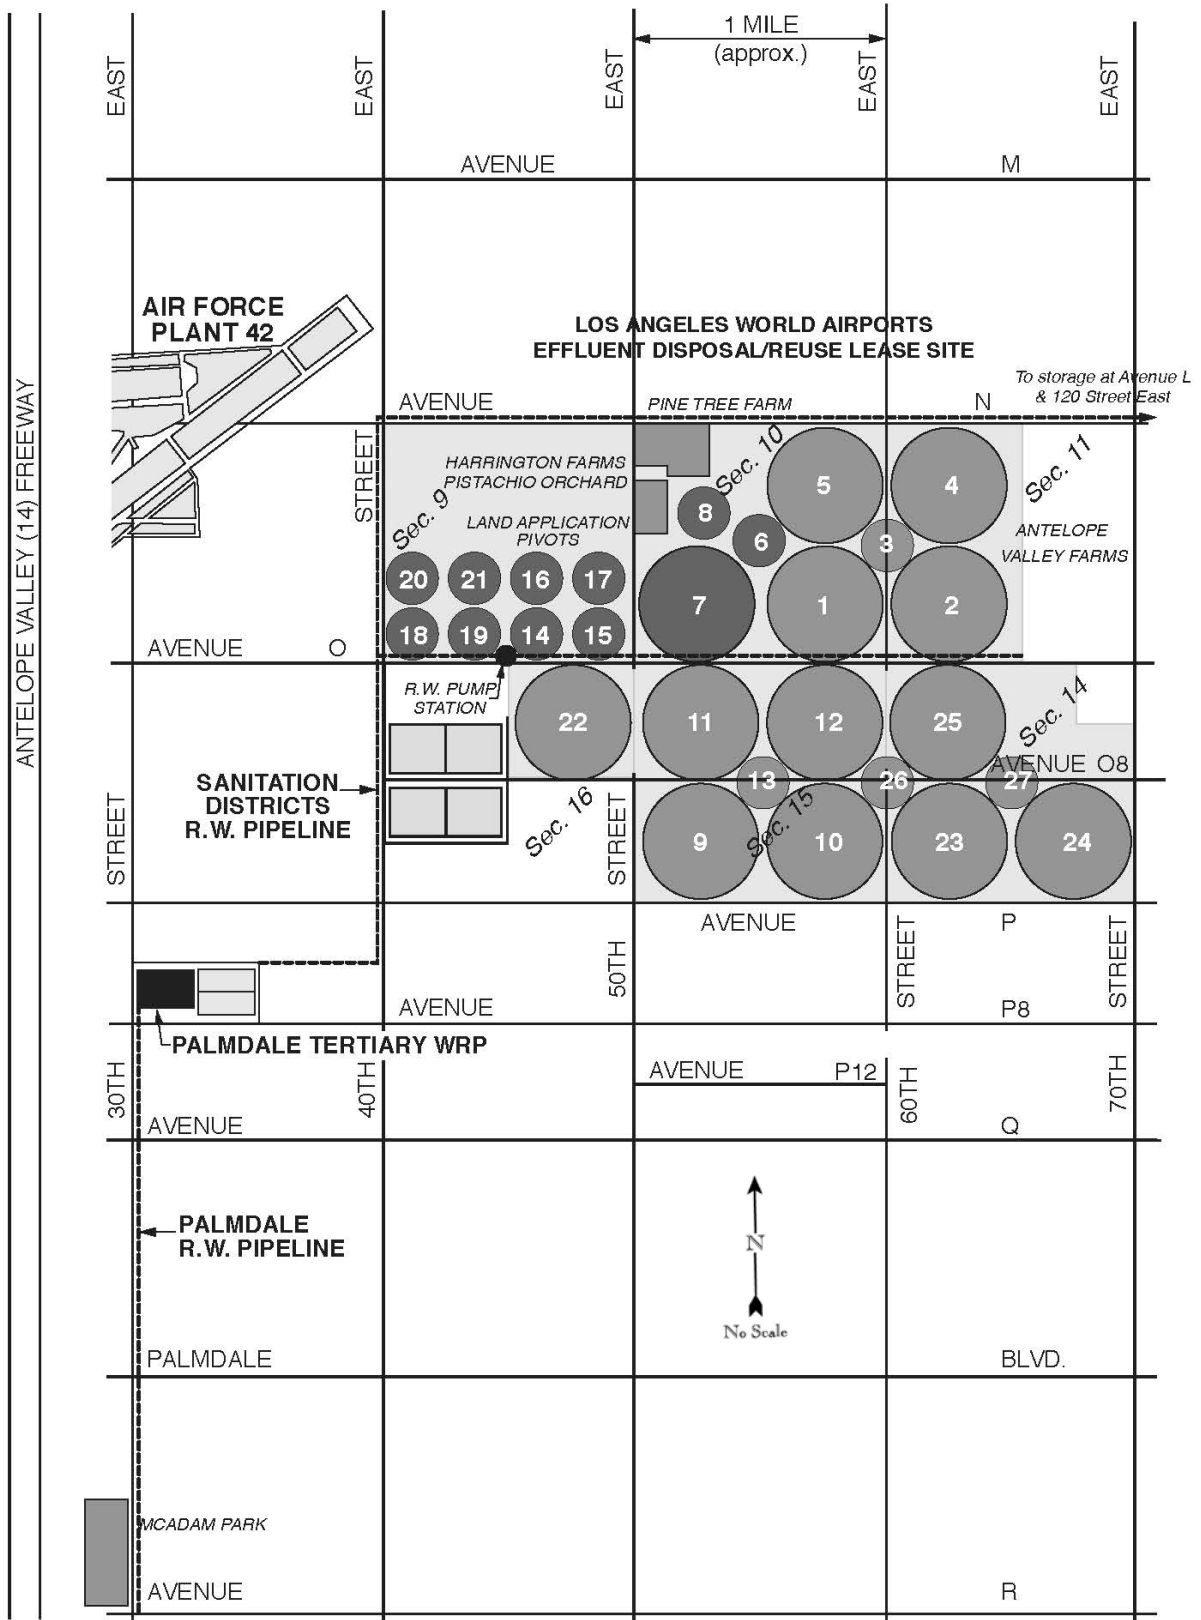 1 MILE
(approx.)
EAST
EAST
EAST
EAST
EAST
AVENUE M
AIR FORCE
PLANT 42
LOS ANGELES WORLD AIRPORTS
EFFLUENT DISPOSAL/REUSE LEASE SITE
To storage at Avenue L
& 120 Street East
ANTELOPE VALLEY (14) FREEWAY
AVENUE N
PINE TREE FARM
STREET
HARRINGTON FARMS
PISTACHIO ORCHARD
Sec. 9
Sec. 10
Sec. 11
LAND APPLICATION
PIVOTS
ANTELOPE
VALLEY FARMS
5
4
8
6
3
20
21
16
17
7
1
2
18
19
14
15
AVENUE O
R.W. PUMP
STATION
22
11
12
25
Sec. 14
AVENUE O8
13
26
27
SANITATION
DISTRICTS
R.W. PIPELINE
Sec. 16
Sec. 15
9
10
23
24
STREET
STREET
AVENUE P
50TH
STREET
STREET
AVENUE P8
PALMDALE TERTIARY WRP
30TH
40TH
AVENUE P12
60TH
70TH
AVENUE Q
PALMDALE
R.W. PIPELINE
N
No Scale
PALMDALE BLVD.
MCADAM PARK
AVENUE R